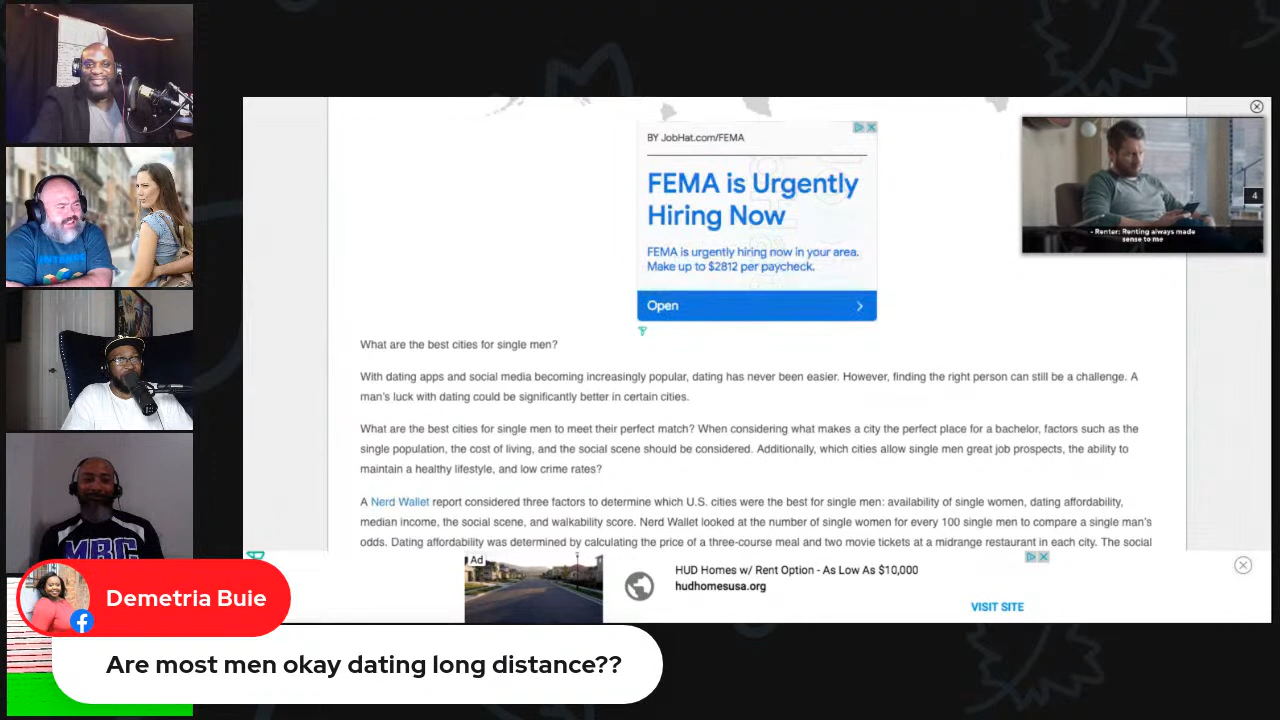 BY JobHat.com/FEMA
FEMA is Urgently
Hiring Now
FEMA is urgently hiring now in your area.
Make up to $2812 per paycheck.
Open
4
- Renter: Renting always made
sense to me
What are the best cities for single men?
With dating apps and social media becoming increasingly popular, dating has never been easier. However, finding the right person can still be a challenge. A
man's luck with dating could be significantly better in certain cities.
What are the best cities for single men to meet their perfect match? When considering what makes a city the perfect place for a bachelor, factors such as the
single population, the cost of living, and the social scene should be considered. Additionally, which cities allow single men great job prospects, the ability to
maintain a healthy lifestyle, and low crime rates?
A Nerd Wallet report considered three factors to determine which U.S. cities were the best for single men: availability of single women, dating affordability,
median income, the social scene, and walkability score. Nerd Wallet looked at the number of single women for every 100 single men to compare a single man's
odds. Dating affordability was determined by calculating the price of a three-course meal and two movie tickets at a midrange restaurant in each city. The social
Ad
HUD Homes w/ Rent Option - As Low As $10,000
hudhomesusa.org
VISIT SITE
MBC
Demetria Buie
Are most men okay dating long distance??